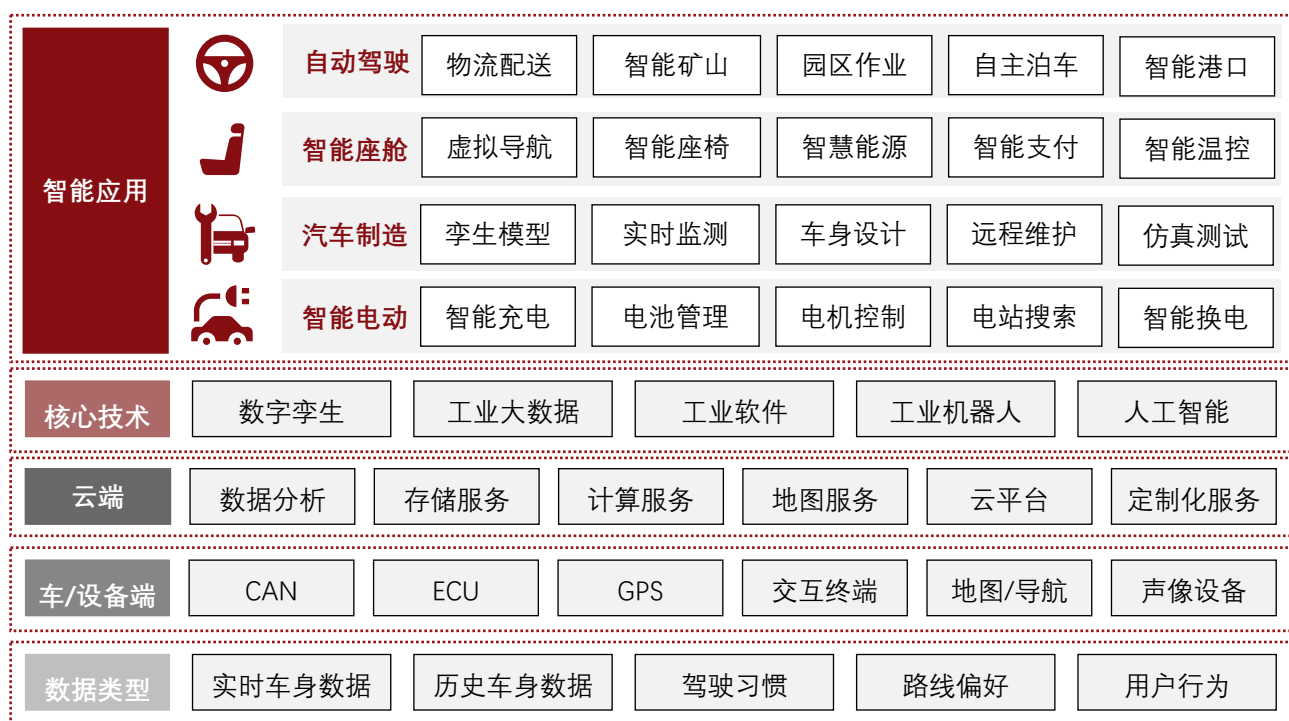 智能应用
自动驾驶 物流配送 智能矿山 园区作业 自主泊车 智能港口
智能座舱 虚拟导航 智能座椅 智慧能源 智能支付 智能温控
汽车制造 孪生模型 实时监测 车身设计 远程维护 仿真测试
智能电动 智能充电 电池管理 电机控制 电站搜索 智能换电
核心技术 数字孪生 工业大数据 工业软件 工业机器人 人工智能
云端 数据分析 存储服务 计算服务 地图服务 云平台 定制化服务
车/设备端 CAN ECU GPS 交互终端 地图/导航 声像设备
数据类型 实时车身数据 历史车身数据 驾驶习惯 路线偏好 用户行为